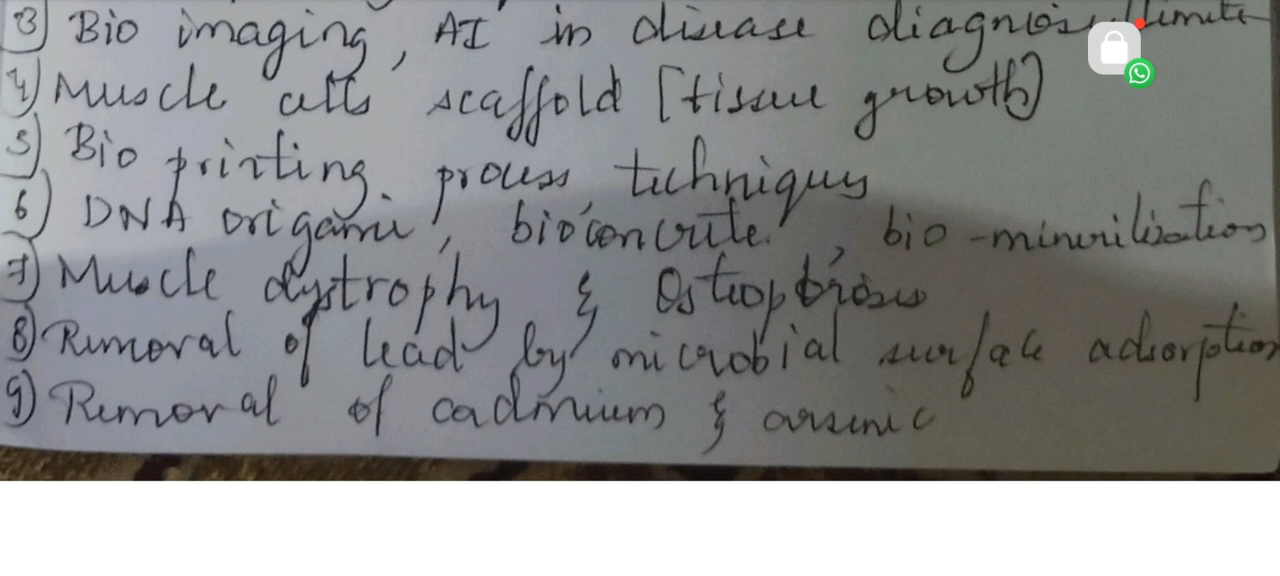 3) Bio imaging, AI in disease diagnosis
4) Muscle cells scaffold [tissue growth]
5) Bio printing process, techniques
6) DNA origami, bioconcrete, bio-minerilization
7) Muscle dystrophy & Osteoporosis
8) Removal of lead by microbial surface adsorption
9) Removal of cadmium & arsenic